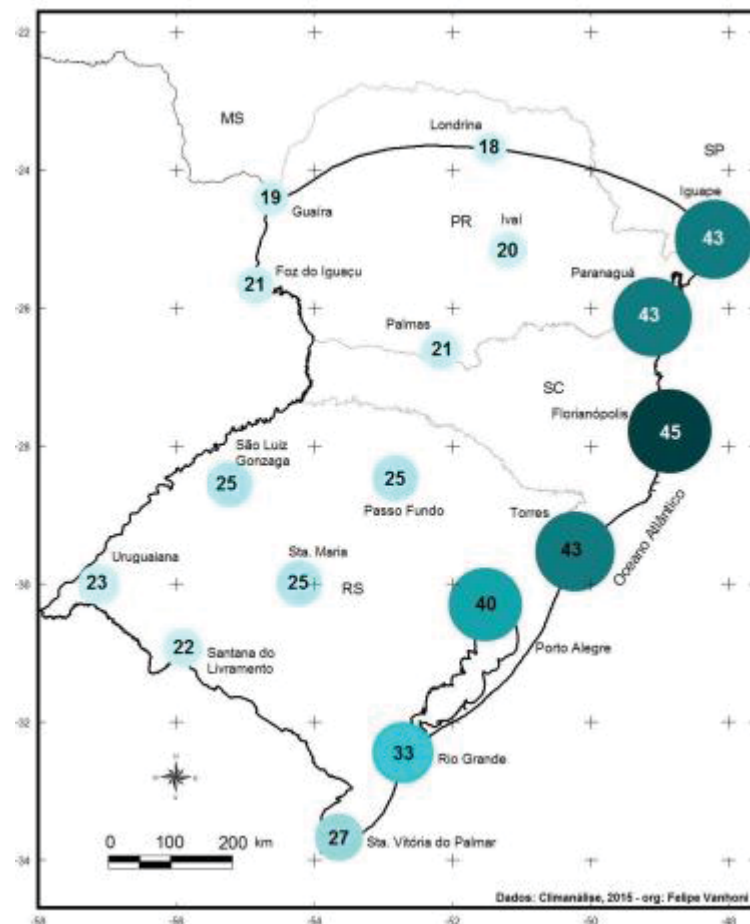 -22
MS
Londrina
18
SP
-24
19
Guaíra
Iguape
43
PR
Ivaí
20
21
Foz do Iguaçu
Paranaguá
43
-26
Palmas
21
SC
Florianópolis
45
-28
São Luiz
Gonzaga
25
25
Passo Fundo
Torres
43
Oceano Atlântico
Uruguaiana
23
Sta. Maria
25
RS
-30
40
22
Santana do
Livramento
Porto Alegre
-32
33
Rio Grande
0 100 200 km
27
Sta. Vitória do Palmar
-34
Dados: Climanálise, 2015 - org: Felipe Vanhoni
-58
-56
-54
-52
-50